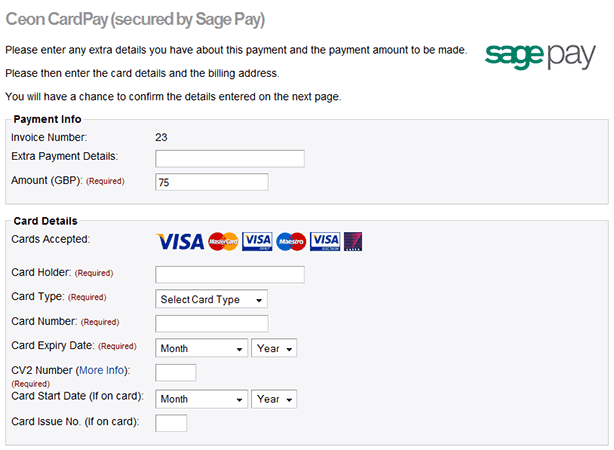 Ceon CardPay (secured by Sage Pay)
Please enter any extra details you have about this payment and the payment amount to be made.
sage pay
Please then enter the card details and the billing address.
You will have a chance to confirm the details entered on the next page.
Payment Info
Invoice Number: 23
Extra Payment Details:
Amount (GBP): (Required) 75
Card Details
Cards Accepted: VISA MasterCard VISA Maestro VISA
Card Holder: (Required)
Card Type: (Required) Select Card Type
Card Number: (Required)
Card Expiry Date: (Required) Month Year
CV2 Number (More Info):
(Required)
Card Start Date (If on card): Month Year
Card Issue No. (If on card):